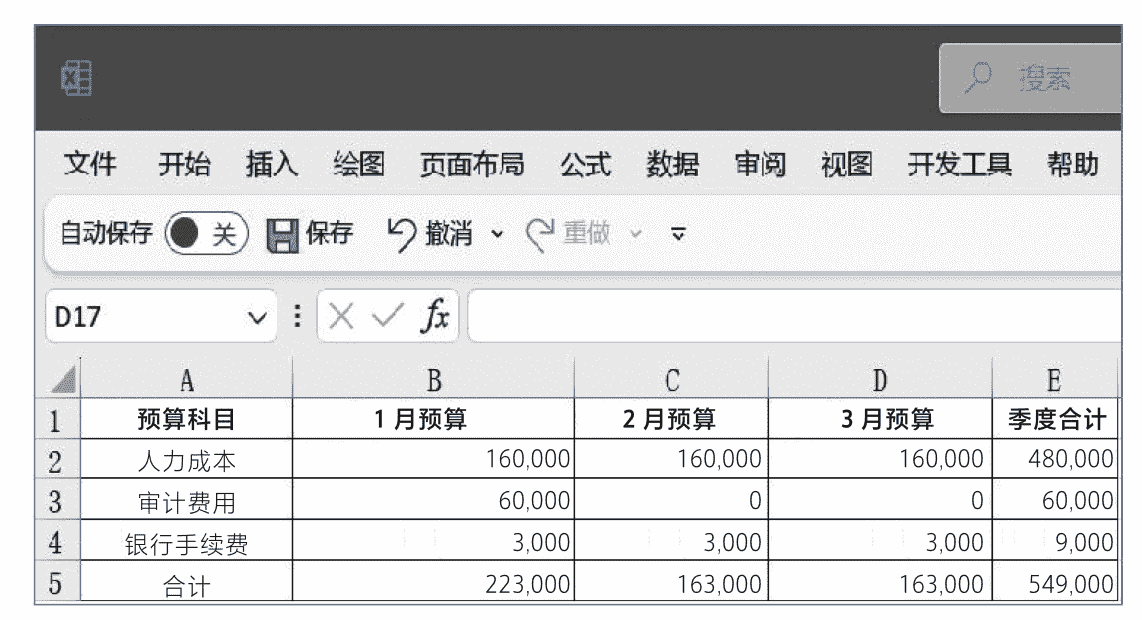 搜索
文件 开始 插入 绘图 页面布局 公式 数据 审阅 视图 开发工具 帮助
自动保存 关 保存 撤消 重做
D17 fx
A B C D E
1 预算科目 1 月预算 2 月预算 3 月预算 季度合计
2 人力成本 160,000 160,000 160,000 480,000
3 审计费用 60,000 0 0 60,000
4 银行手续费 3,000 3,000 3,000 9,000
5 合计 223,000 163,000 163,000 549,000